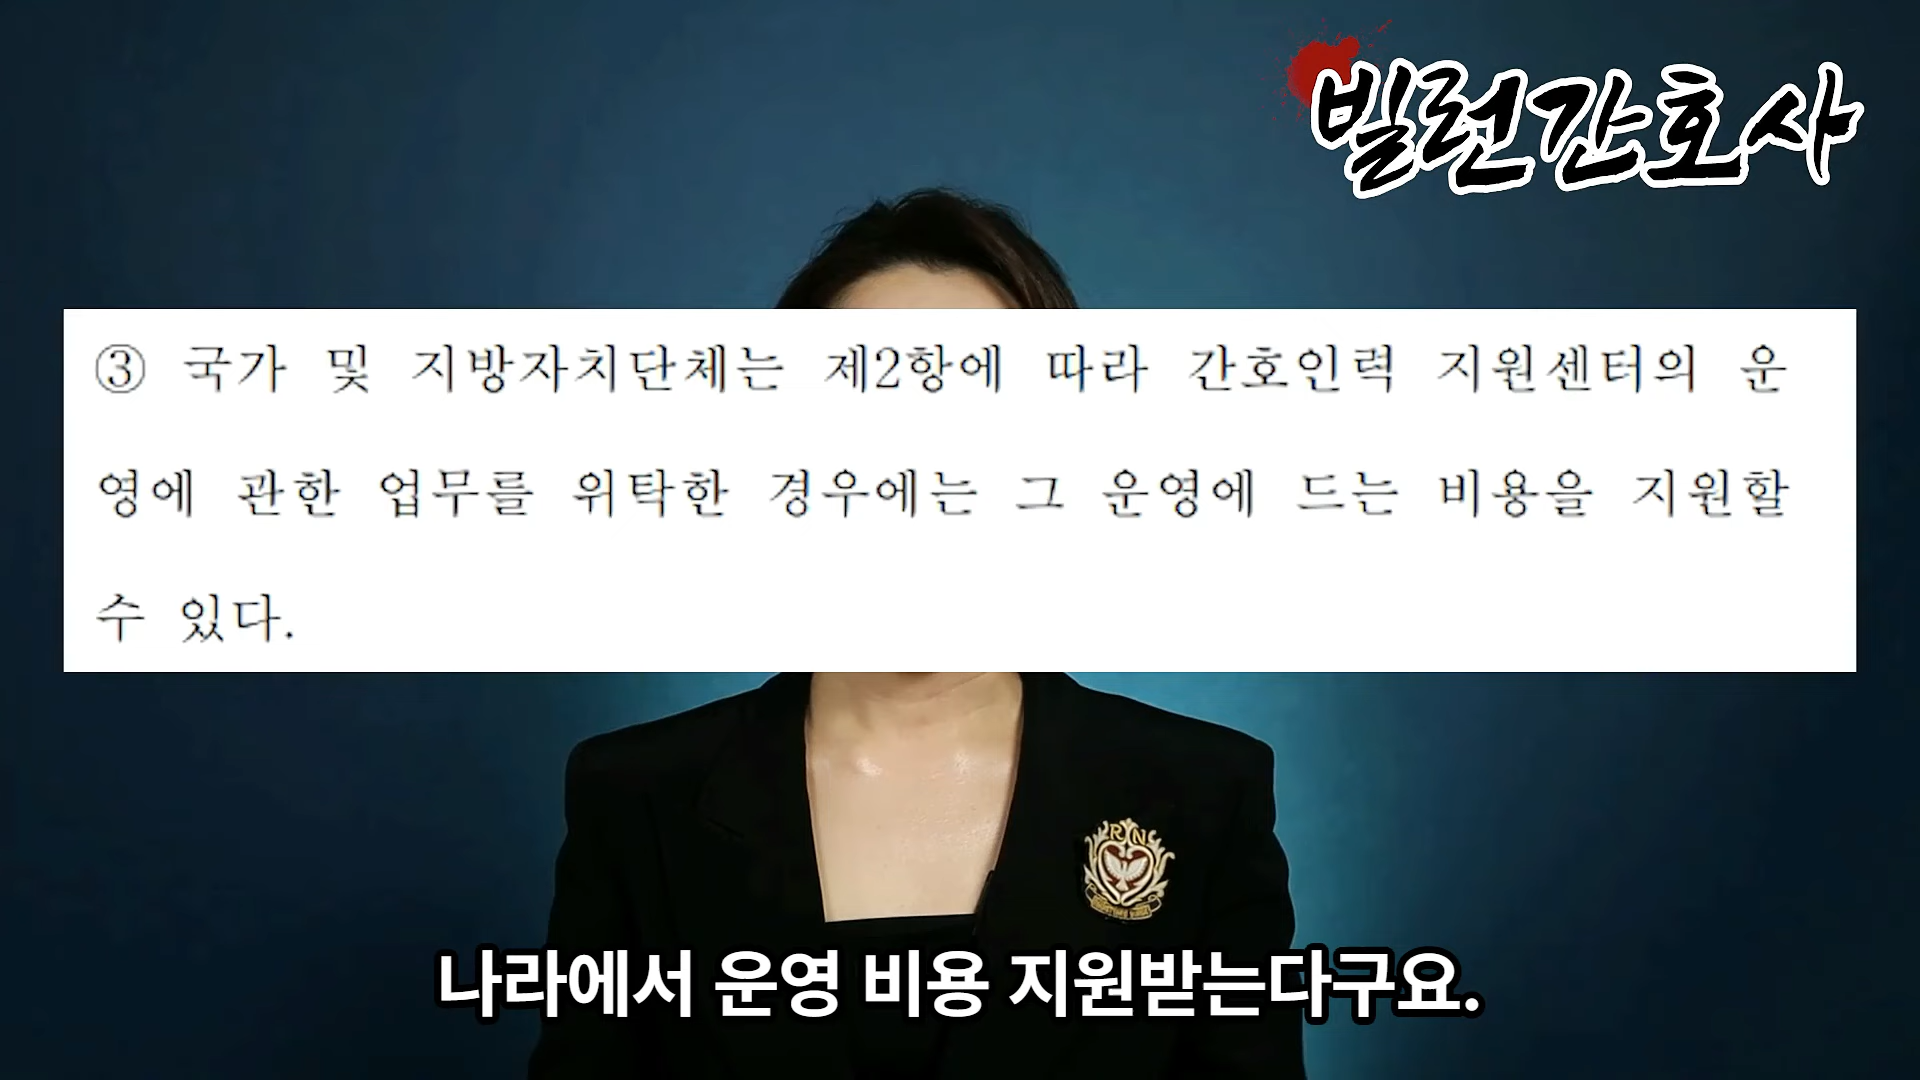 빌런간호사
③ 국가 및 지방자치단체는 제2항에 따라 간호인력 지원센터의 운
영에 관한 업무를 위탁한 경우에는 그 운영에 드는 비용을 지원할
수 있다.
RN
나라에서 운영 비용 지원받는다구요.